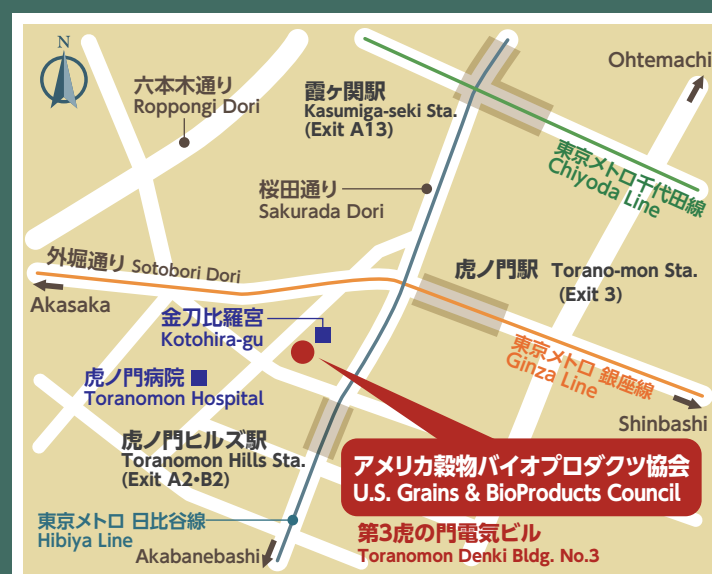 N
六本木通り
Roppongi Dori
霞ヶ関駅
Kasumiga-seki Sta.
(Exit A13)
Ohtemachi
東京メトロ千代田線
Chiyoda Line
桜田通り
Sakurada Dori
外堀通り Sotobori Dori
Akasaka
虎ノ門駅 Torano-mon Sta.
(Exit 3)
金刀比羅宮
Kotohira-gu
東京メトロ 銀座線
Ginza Line
虎ノ門病院
Toranomon Hospital
Shinbashi
虎ノ門ヒルズ駅
Toranomon Hills Sta.
(Exit A2•B2)
アメリカ穀物バイオプロダクツ協会
U.S. Grains & BioProducts Council
東京メトロ 日比谷線
Hibiya Line
第3虎の門電気ビル
Toranomon Denki Bldg. No.3
Akabanebashi